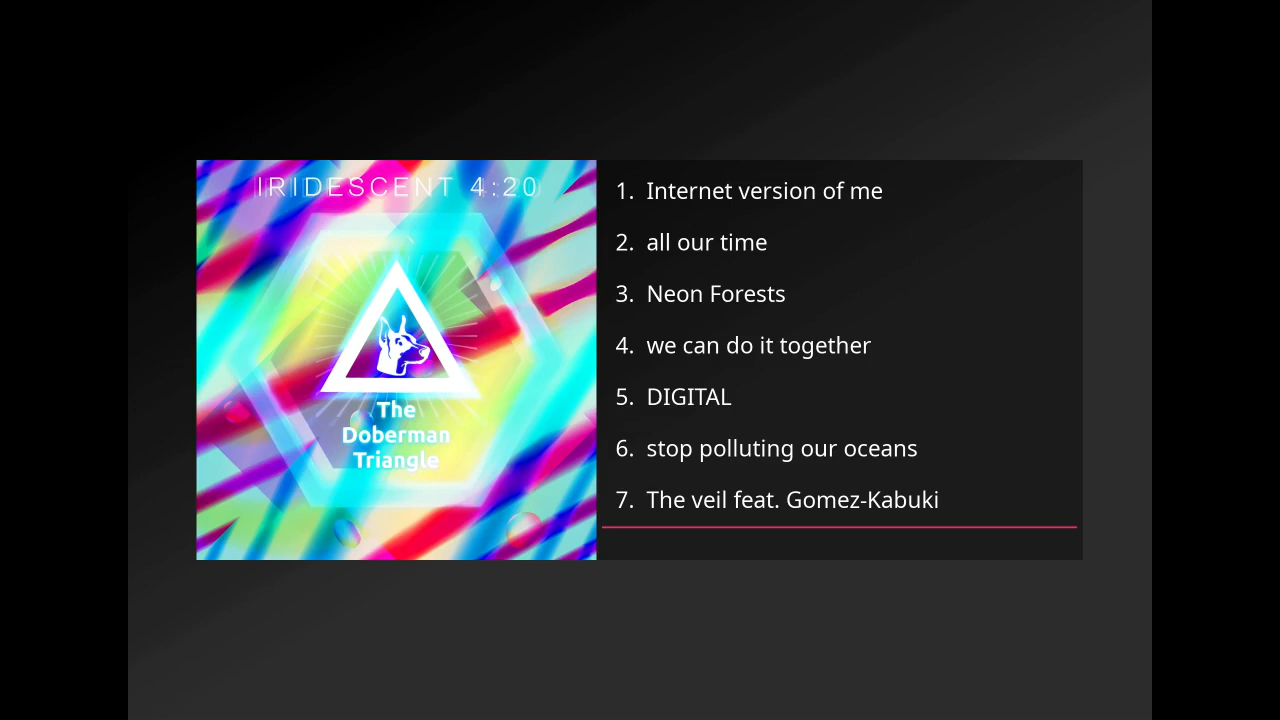 IRIDESCENT 4:20
The
Doberman
Triangle
1. Internet version of me
2. all our time
3. Neon Forests
4. we can do it together
5. DIGITAL
6. stop polluting our oceans
7. The veil feat. Gomez-Kabuki